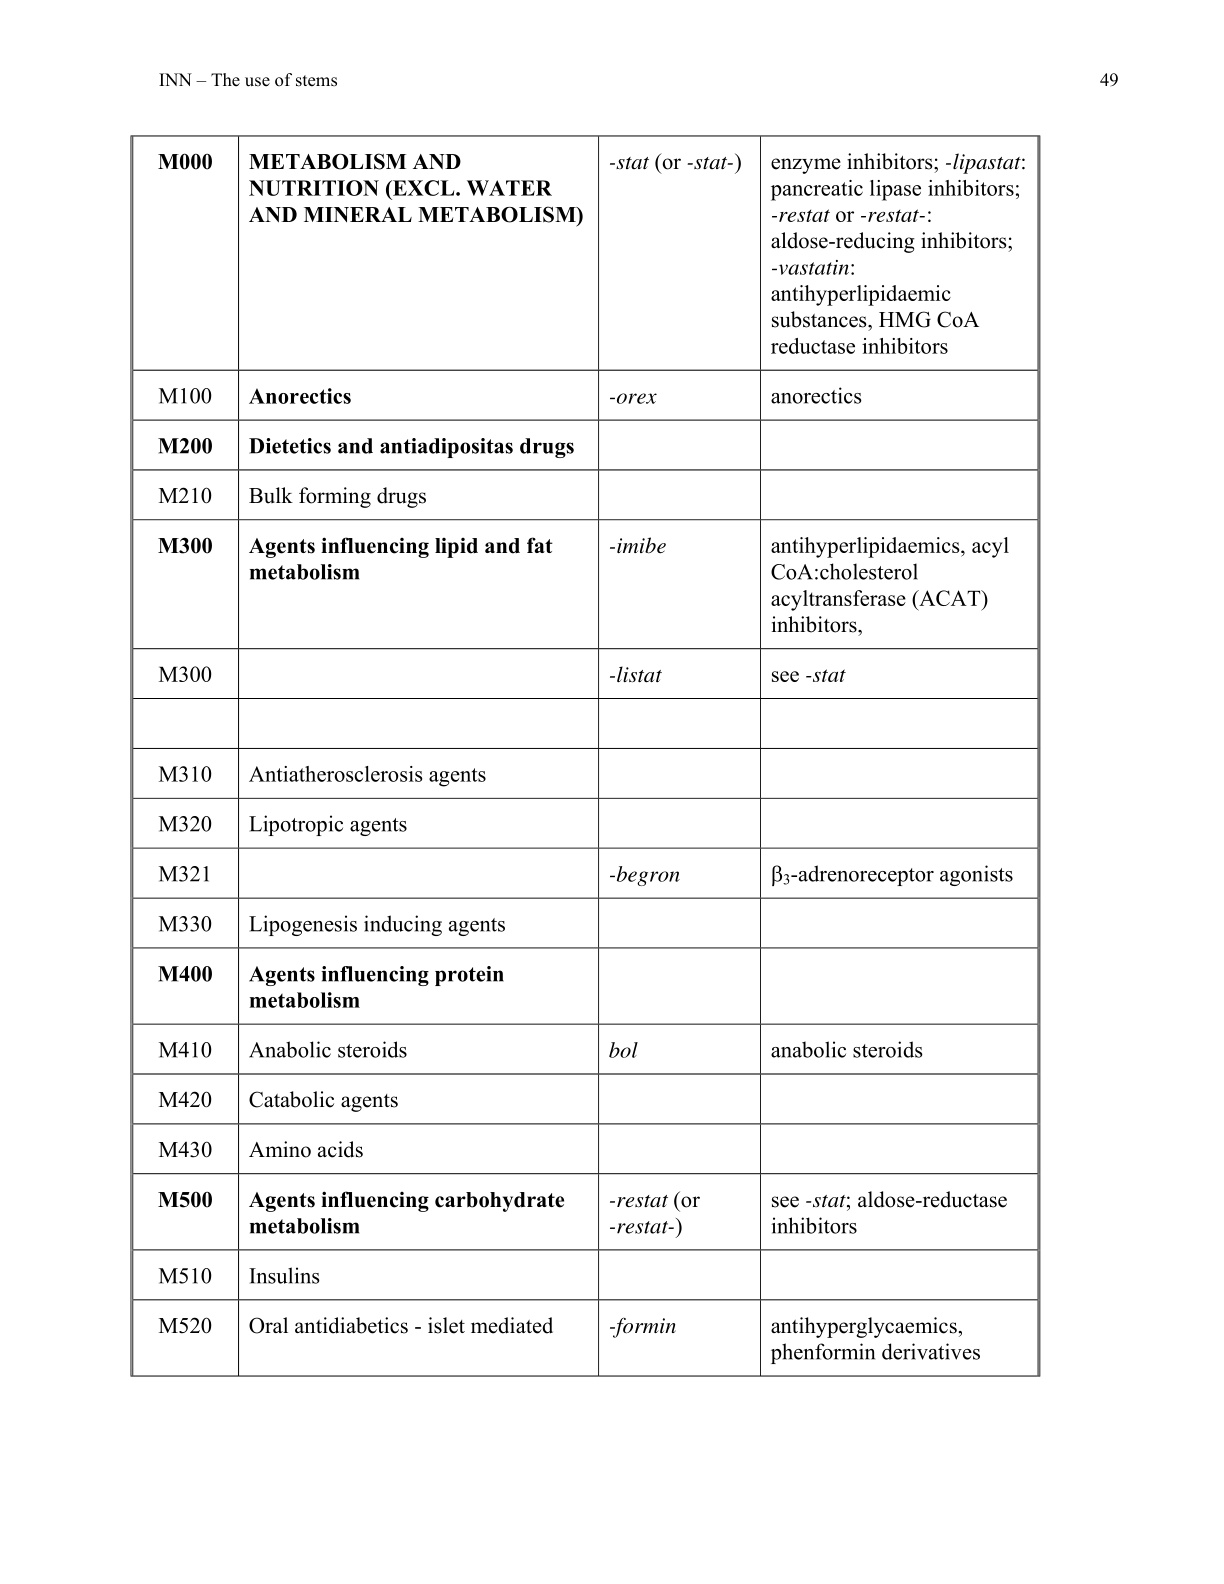 INN – The use of stems 49
M000 METABOLISM AND -stat (or -stat-) enzyme inhibitors; -lipastat:
NUTRITION (EXCL. WATER pancreatic lipase inhibitors;
AND MINERAL METABOLISM) -restat or -restat-:
aldose-reducing inhibitors;
-vastatin:
antihyperlipidaemic
substances, HMG CoA
reductase inhibitors
M100 Anorectics -orex anorectics
M200 Dietetics and antiadipositas drugs
M210 Bulk forming drugs
M300 Agents influencing lipid and fat -imibe antihyperlipidaemics, acyl
metabolism CoA:cholesterol
acyltransferase (ACAT)
inhibitors,
M300 -listat see -stat
M310 Antiatherosclerosis agents
M320 Lipotropic agents
M321 -begron β3-adrenoreceptor agonists
M330 Lipogenesis inducing agents
M400 Agents influencing protein
metabolism
M410 Anabolic steroids bol anabolic steroids
M420 Catabolic agents
M430 Amino acids
M500 Agents influencing carbohydrate -restat (or see -stat; aldose-reductase
metabolism -restat-) inhibitors
M510 Insulins
M520 Oral antidiabetics - islet mediated -formin antihyperglycaemics,
phenformin derivatives